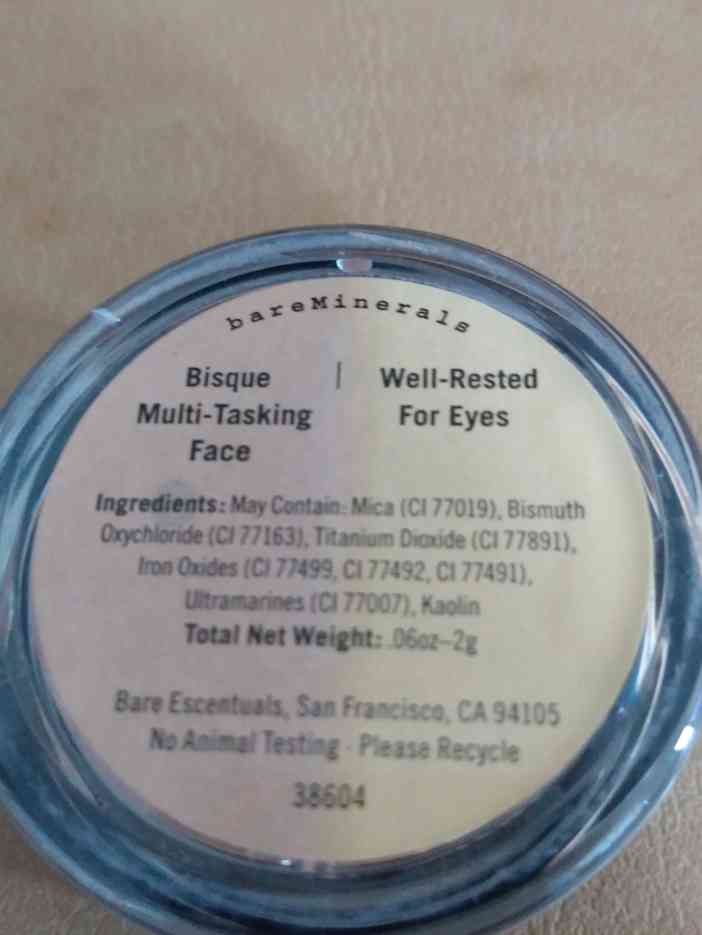 bareMinerals
Bisque | Well-Rested
Multi-Tasking For Eyes
Face
Ingredients: May Contain: Mica (CI 77019), Bismuth
Oxychloride (CI 77163), Titanium Dioxide (CI 77891),
Iron Oxides (CI 77499, CI 77492, CI 77491),
Ultramarines (CI 77007), Kaolin
Total Net Weight: .06oz–2g
Bare Escentuals, San Francisco, CA 94105
No Animal Testing · Please Recycle
38604